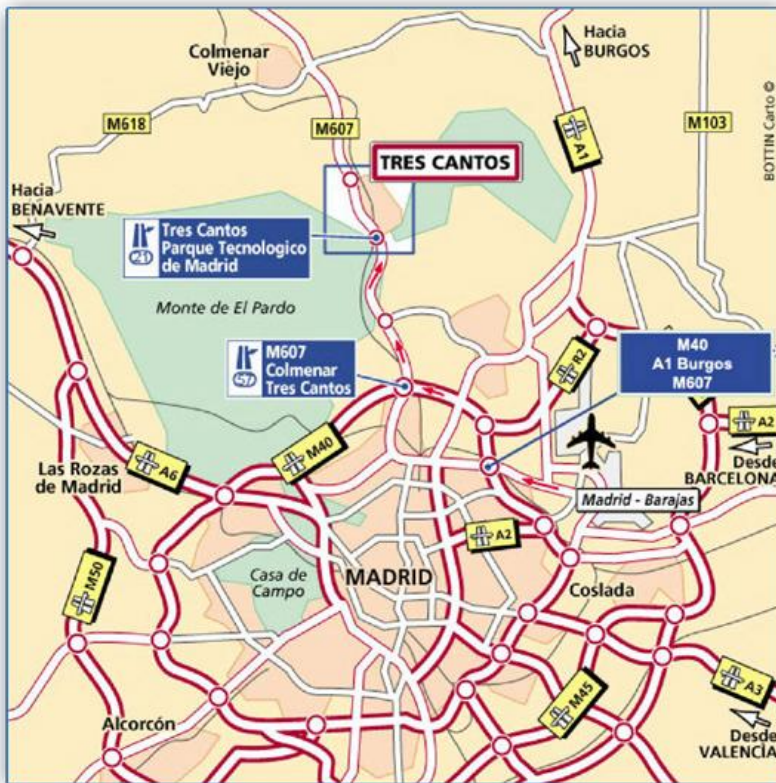 Hacia
BURGOS
Colmenar
Viejo
BOTTIN Carto ©
M618
M607
A1
M103
TRES CANTOS
Hacia
BENAVENTE
21
Tres Cantos
Parque Tecnologico
de Madrid
Monte de El Pardo
57
M607
Colmenar
Tres Cantos
M40
A1 Burgos
M607
R2
A2
Desde
BARCELONA
M40
A6
Las Rozas
de Madrid
Madrid - Barajas
A2
M50
Casa de
Campo
MADRID
Coslada
Alcorcón
M45
A3
Desde
VALENCIA